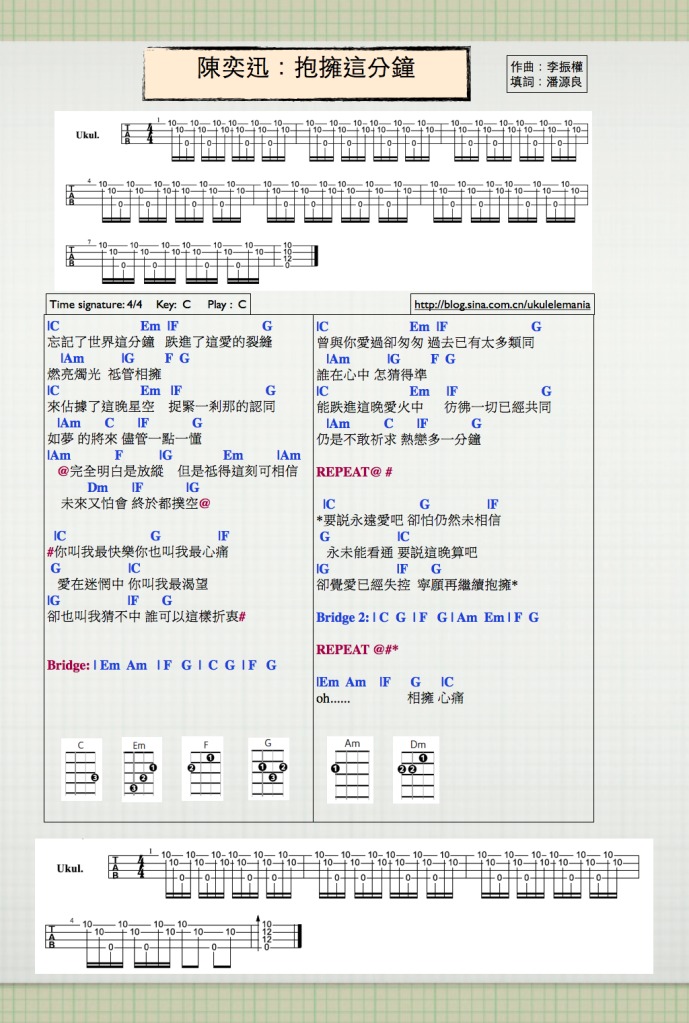 陳奕迅：抱擁這分鐘
作曲：李振權
填詞：潘源良
Ukul.
Time signature: 4/4 Key: C Play : C
http://blog.sina.com.cn/ukulelemania
|C Em |F G
忘記了世界這分鐘 跌進了這愛的裂縫
|Am |G F G
燃亮燭光 祗管相擁
|C Em |F G
來佔據了這晚星空 捉緊一剎那的認同
|Am C |F G
如夢 的將來 儘管一點一懂
|Am F |G Em |Am
@完全明白是放縱 但是祗得這刻可相信
Dm |F |G
未來又怕會 終於都撲空@
|C G |F
#你叫我最快樂你也叫我最心痛
G |C
愛在迷惘中 你叫我最渴望
|G |F G
卻也叫我猜不中 誰可以這樣折衷#
Bridge: | Em Am | F G | C G | F G
|C Em |F G
曾與你愛過卻匆匆 過去已有太多類同
|Am |G F G
誰在心中 怎猜得準
|C Em |F |G
能跌進這晚愛火中 彷彿一切已經共同
|Am C |F G
仍是不敢祈求 熱戀多一分鐘
REPEAT@ #
|C G |F
*要說永遠愛吧 卻怕仍然未相信
G |C
永未能看通 要說這晚算吧
|G |F G
卻覺愛已經失控 寧願再繼續抱擁*
Bridge 2: | C G | F G | Am Em | F G
REPEAT @#*
|Em Am |F G |C
oh...... 相擁 心痛
C Em F G Am Dm
Ukul.